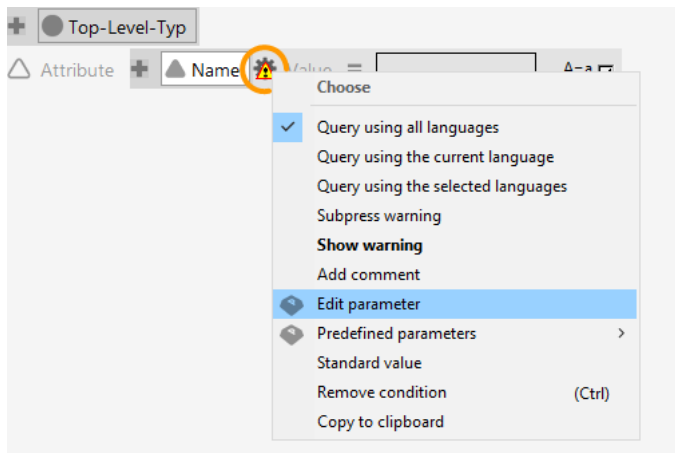 Top-Level-Typ
Attribute Name Value =
Choose
Query using all languages
Query using the current language
Query using the selected languages
Subpress warning
Show warning
Add comment
Edit parameter
Predefined parameters >
Standard value
Remove condition (Ctrl)
Copy to clipboard